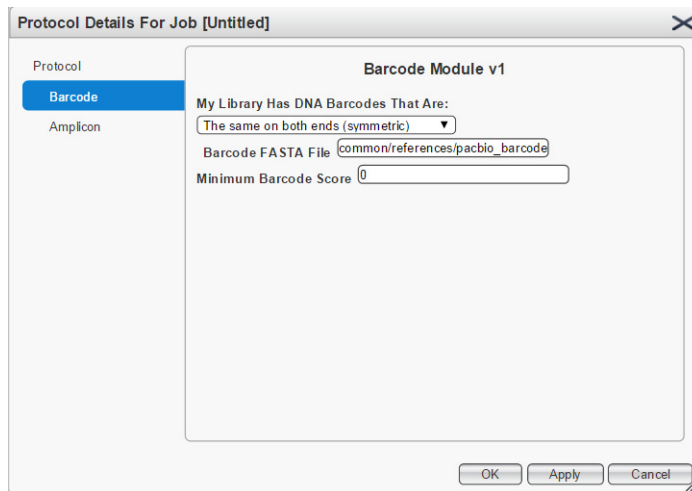 Protocol Details For Job [Untitled]
Protocol
Barcode
Amplicon
Barcode Module v1
My Library Has DNA Barcodes That Are:
The same on both ends (symmetric)
Barcode FASTA File common/references/pacbio_barcode
Minimum Barcode Score 0
OK Apply Cancel